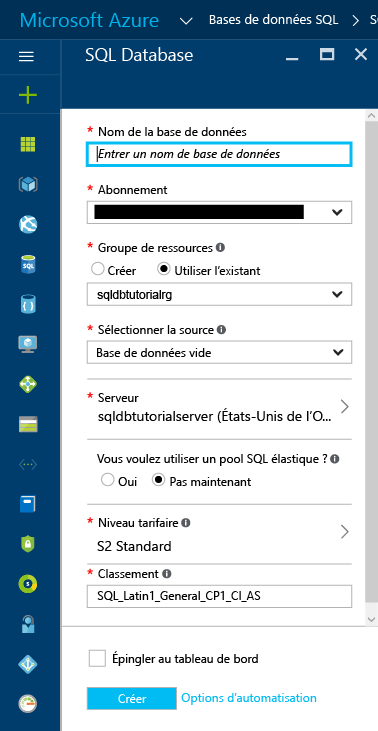 Microsoft Azure Bases de données SQL > S
SQL Database
* Nom de la base de données
Entrer un nom de base de données
* Abonnement
* Groupe de ressources
Créer Utiliser l'existant
sqldbtutorialrg
* Sélectionner la source
Base de données vide
* Serveur
sqldbtutorialserver (États-Unis de l'O...
Vous voulez utiliser un pool SQL élastique ?
Oui Pas maintenant
* Niveau tarifaire
S2 Standard
* Classement
SQL_Latin1_General_CP1_CI_AS
Épingler au tableau de bord
Créer Options d'automatisation